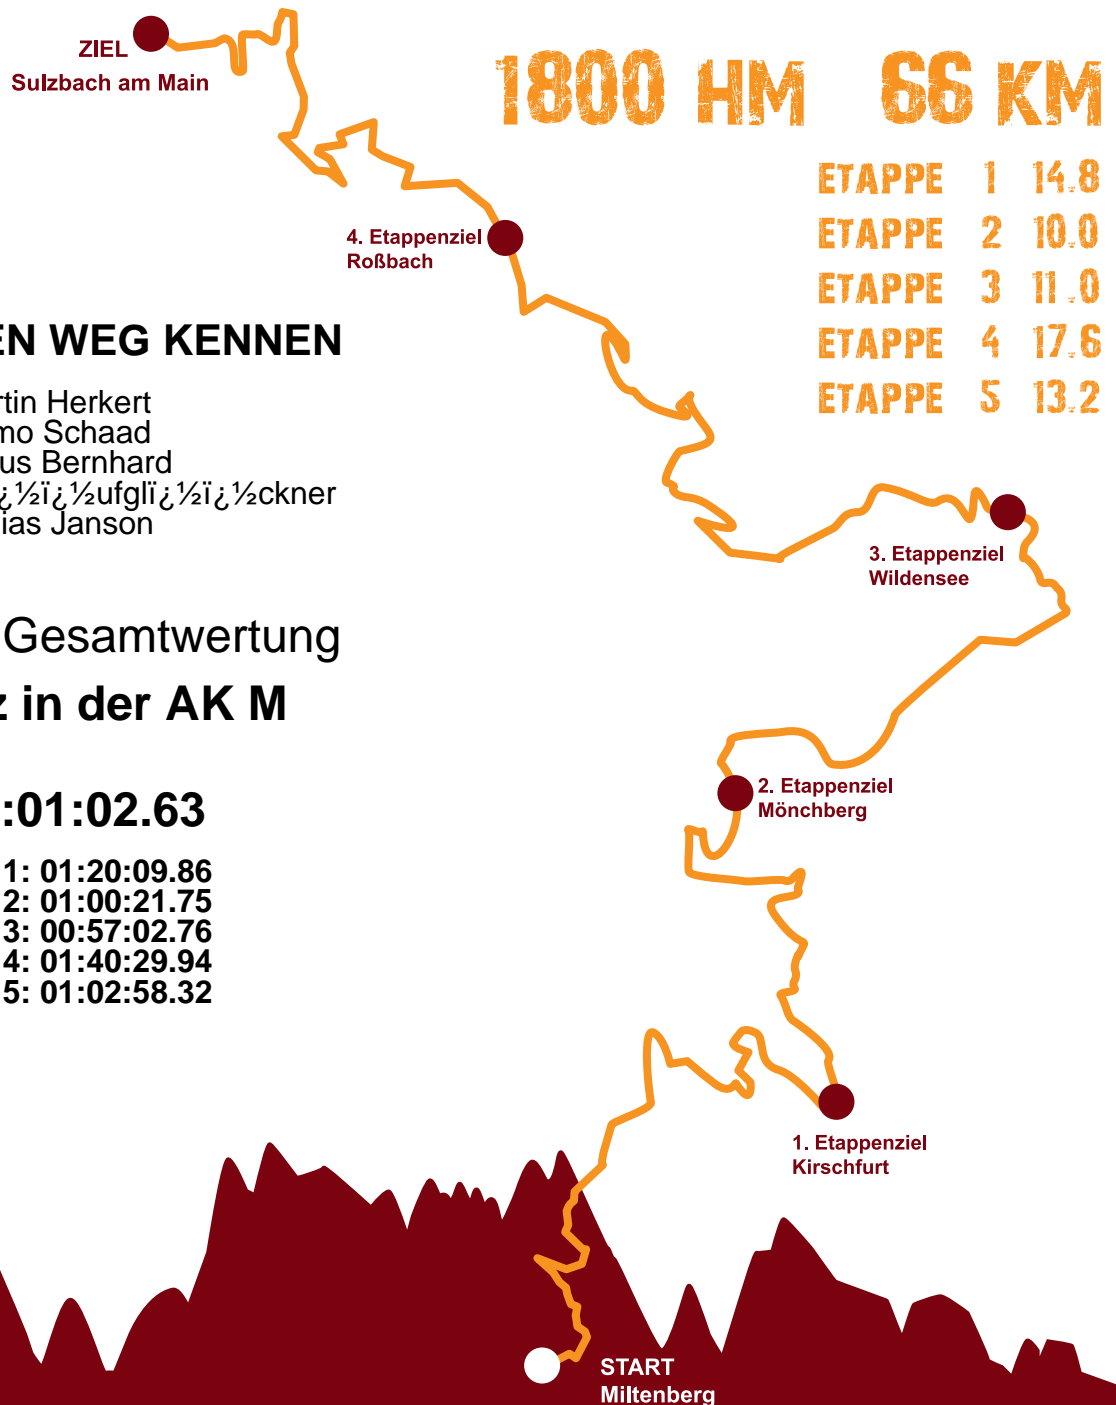 ZIEL
Sulzbach am Main
1800 HM 66 KM
ETAPPE 1 14.8
ETAPPE 2 10.0
ETAPPE 3 11.0
ETAPPE 4 17.6
ETAPPE 5 13.2
4. Etappenziel
Roßbach
EN WEG KENNEN
rtin Herkert
mo Schaad
us Bernhard
¿½ï¿½ufglï¿½ï¿½ckner
ias Janson
3. Etappenziel
Wildensee
Gesamtwertung
z in der AK M
2. Etappenziel
Mönchberg
:01:02.63
1: 01:20:09.86
2: 01:00:21.75
3: 00:57:02.76
4: 01:40:29.94
5: 01:02:58.32
1. Etappenziel
Kirschfurt
START
Miltenberg